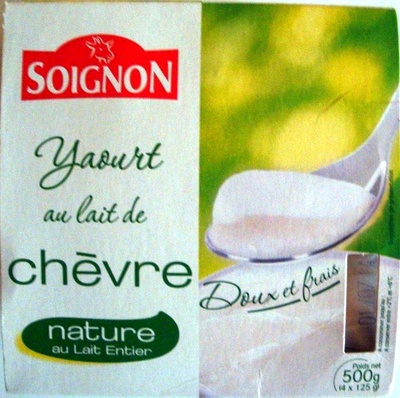 SOIGNON
Yaourt
au lait de
chèvre
nature
au Lait Entier
Doux et frais
Poids net
500g
(4 x 125 g)